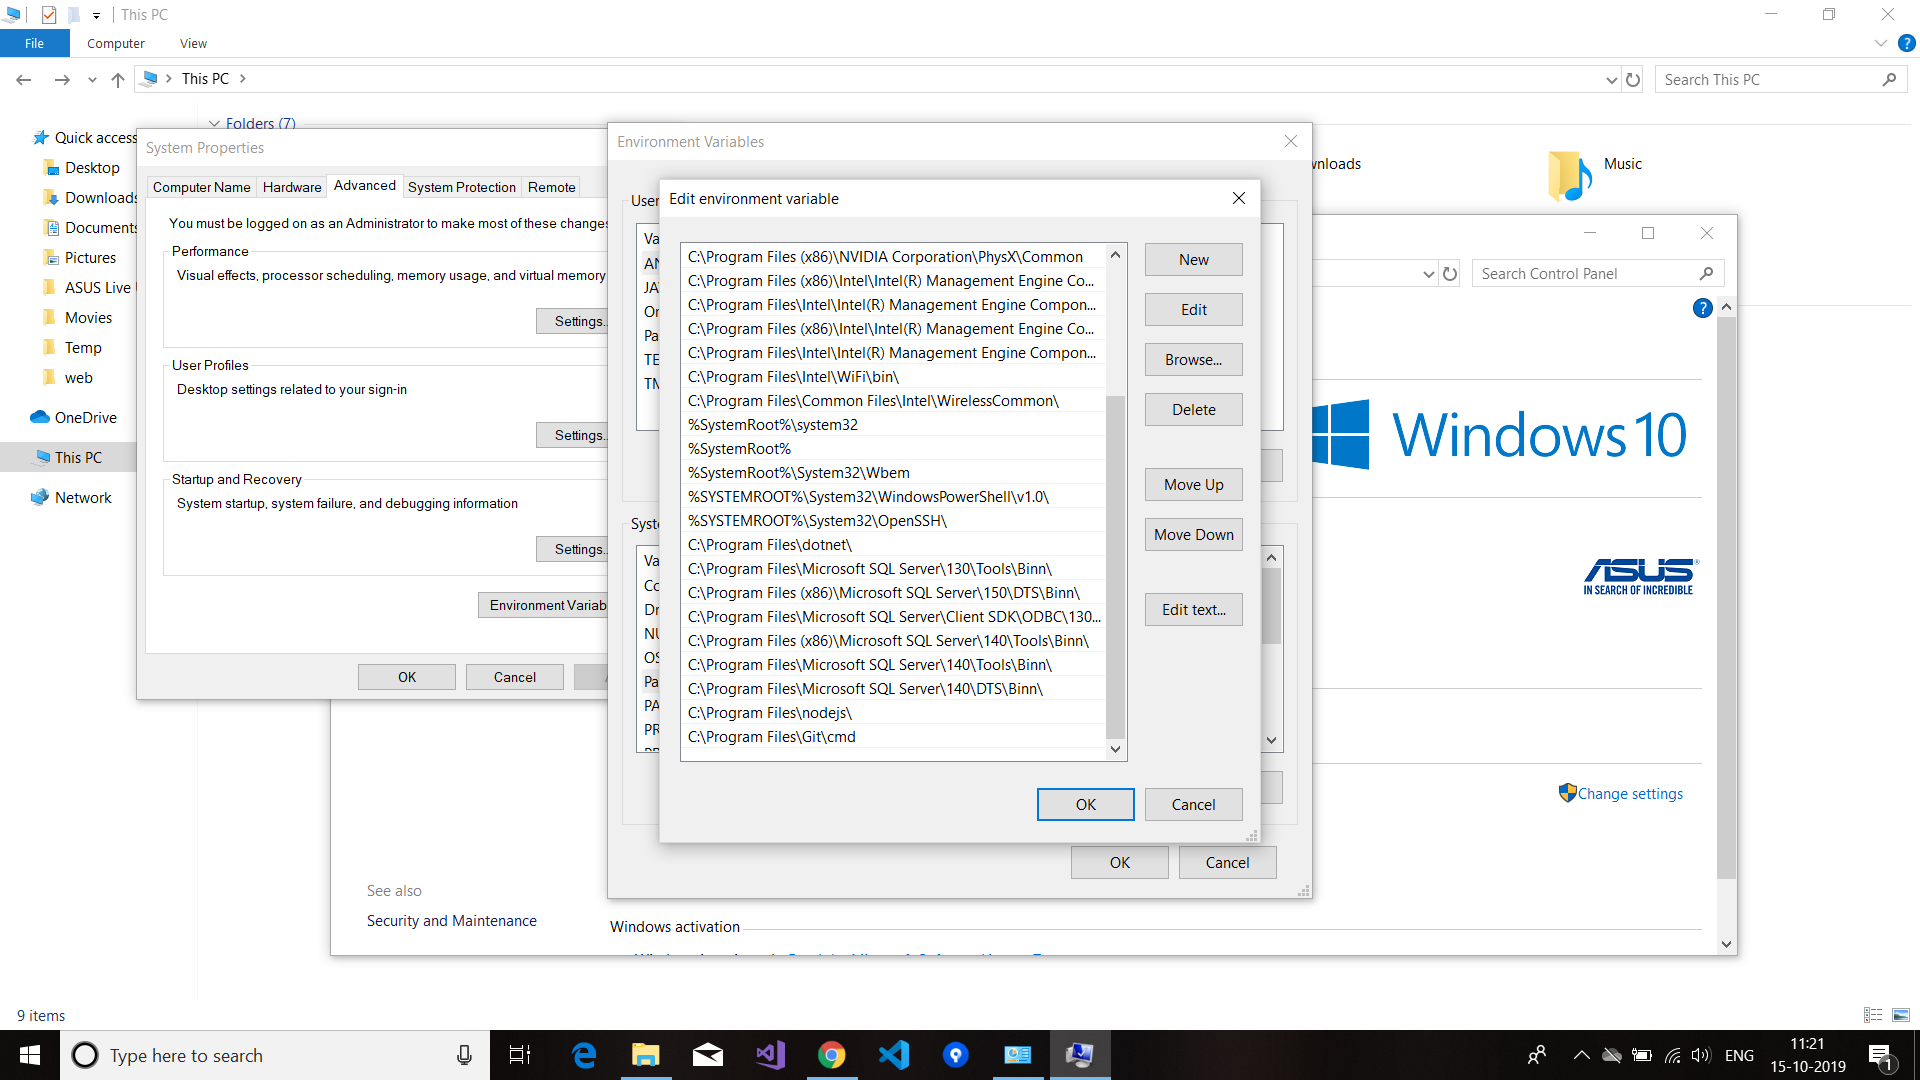 This PC
File
Computer
View
This PC
Search This PC
Folders (7)
Quick access
Desktop
Downloads
Documents
Pictures
ASUS Live
Movies
Temp
web
OneDrive
This PC
Network
System Properties
Computer Name
Hardware
Advanced
System Protection
Remote
You must be logged on as an Administrator to make most of these changes
Performance
Visual effects, processor scheduling, memory usage, and virtual memory
Settings..
User Profiles
Desktop settings related to your sign-in
Settings..
Startup and Recovery
System startup, system failure, and debugging information
Settings..
Environment Variab
OK
Cancel
Environment Variables
User
Va
AN
JA
On
Pa
TE
TM
Syste
Va
Co
Dr
NU
OS
Pa
PA
PR
OK
Cancel
Edit environment variable
C:\Program Files (x86)\NVIDIA Corporation\PhysX\Common
C:\Program Files (x86)\Intel\Intel(R) Management Engine Co...
C:\Program Files\Intel\Intel(R) Management Engine Compon...
C:\Program Files (x86)\Intel\Intel(R) Management Engine Co...
C:\Program Files\Intel\Intel(R) Management Engine Compon...
C:\Program Files\Intel\WiFi\bin\
C:\Program Files\Common Files\Intel\WirelessCommon\
%SystemRoot%\system32
%SystemRoot%
%SystemRoot%\System32\Wbem
%SYSTEMROOT%\System32\WindowsPowerShell\v1.0\
%SYSTEMROOT%\System32\OpenSSH\
C:\Program Files\dotnet\
C:\Program Files\Microsoft SQL Server\130\Tools\Binn\
C:\Program Files (x86)\Microsoft SQL Server\150\DTS\Binn\
C:\Program Files\Microsoft SQL Server\Client SDK\ODBC\130...
C:\Program Files (x86)\Microsoft SQL Server\140\Tools\Binn\
C:\Program Files\Microsoft SQL Server\140\Tools\Binn\
C:\Program Files\Microsoft SQL Server\140\DTS\Binn\
C:\Program Files\nodejs\
C:\Program Files\Git\cmd
New
Edit
Browse...
Delete
Move Up
Move Down
Edit text...
OK
Cancel
wnloads
Music
Search Control Panel
Windows 10
ASUS
IN SEARCH OF INCREDIBLE
Change settings
See also
Security and Maintenance
Windows activation
9 items
Type here to search
ENG
11:21
15-10-2019
1